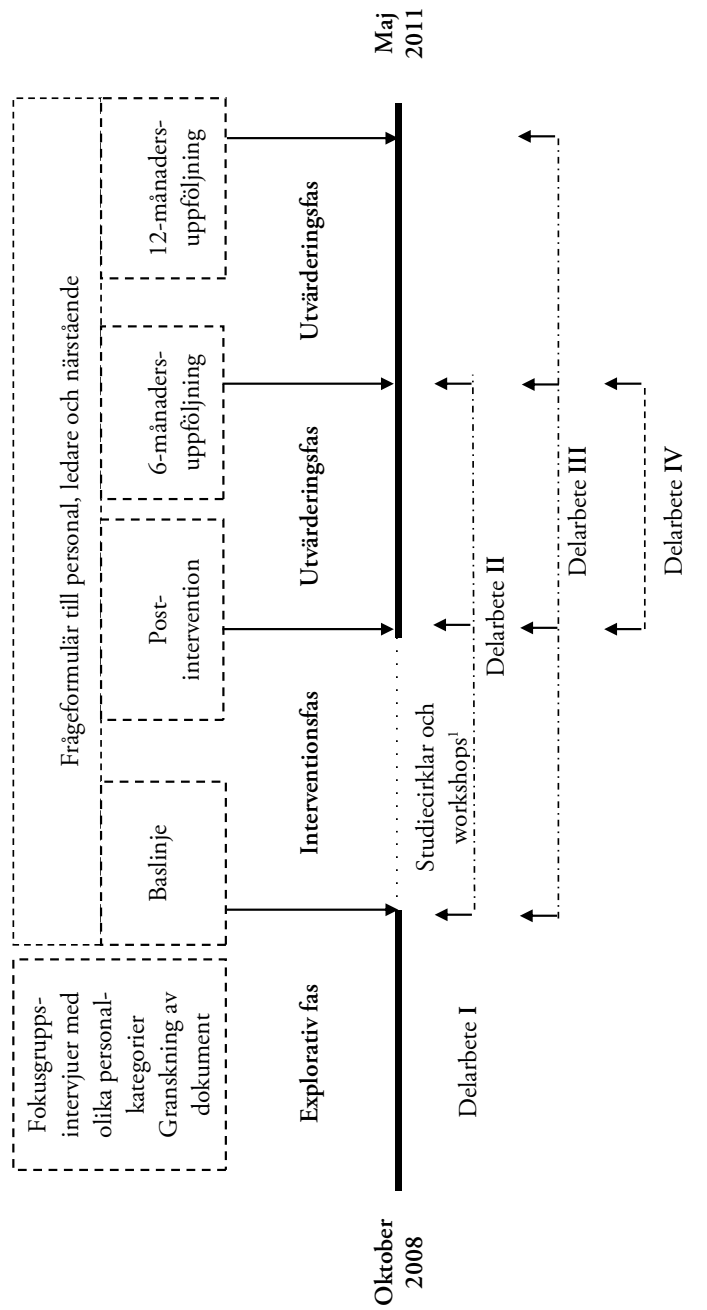 Fokusgrupps-
intervjuer med
olika personal-
kategorier
Granskning av
dokument
Frågeformulär till personal, ledare och närstående
Baslinje
Post-
intervention
6-månaders-
uppföljning
12-månaders-
uppföljning
Explorativ fas
Interventionsfas
Utvärderingsfas
Utvärderingsfas
Oktober
2008
Maj
2011
Studiecirklar och
workshops¹
Delarbete I
Delarbete II
Delarbete III
Delarbete IV